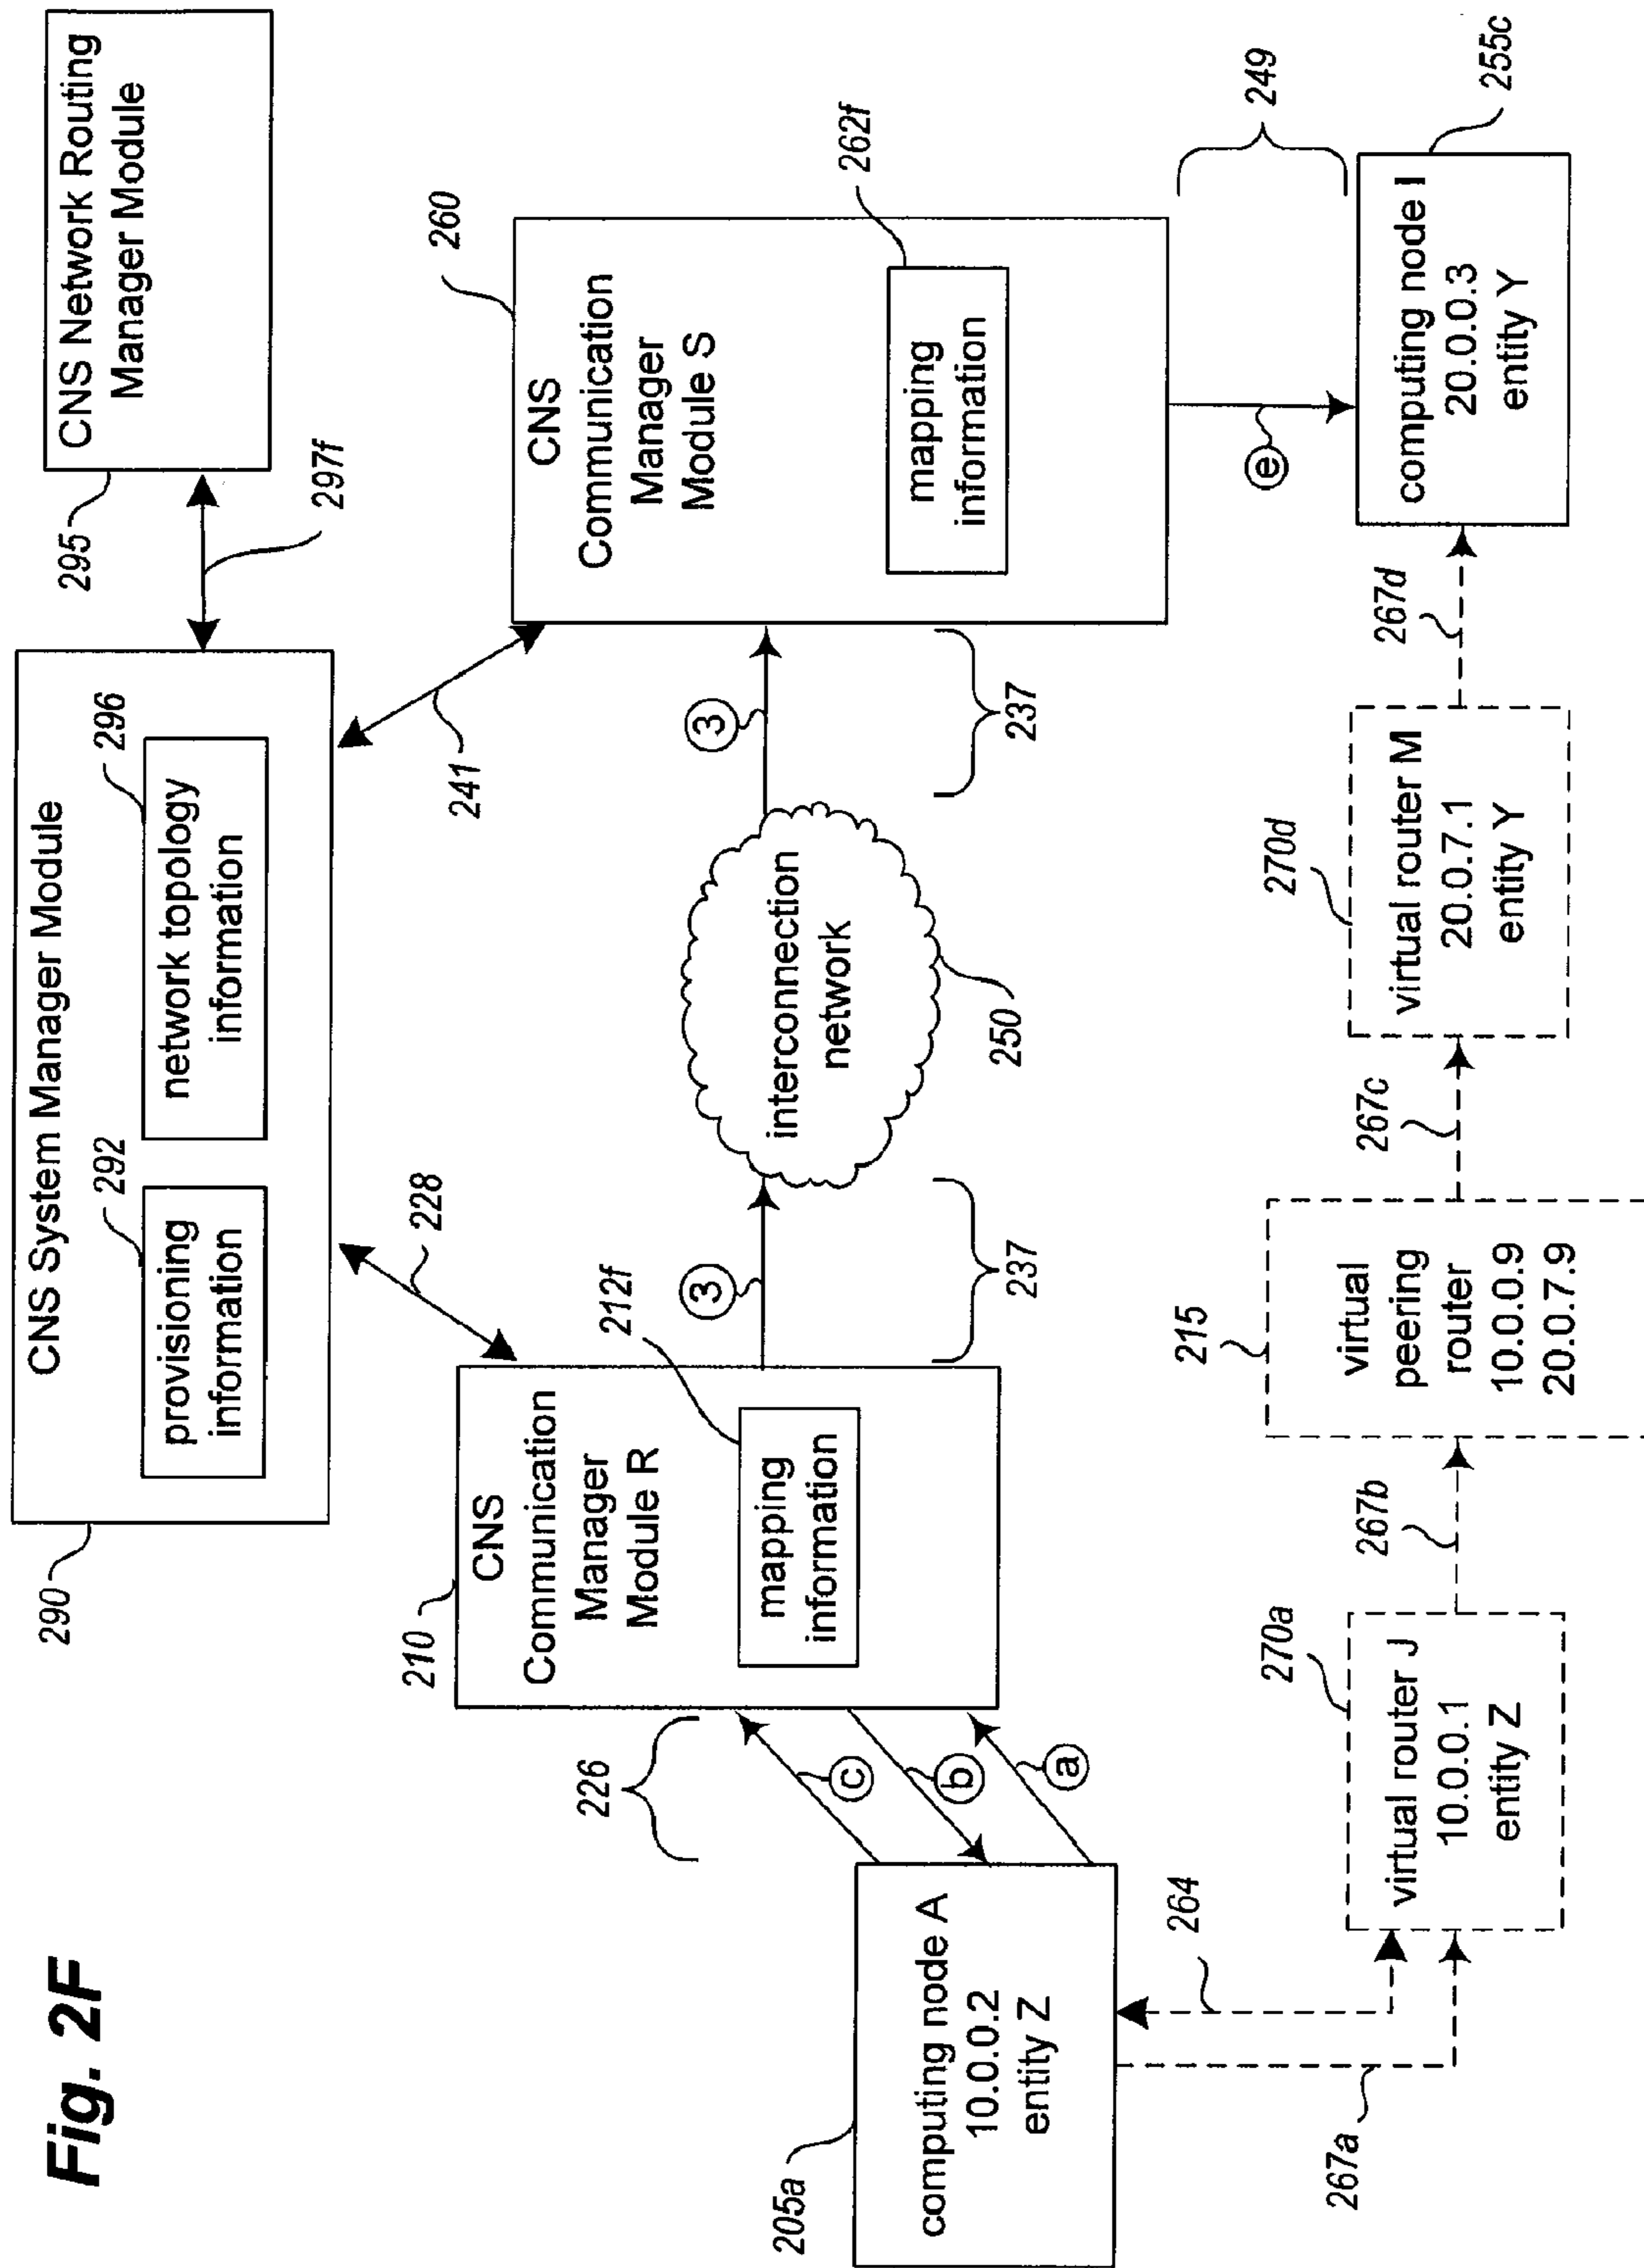 Fig. 2F
290
CNS System Manager Module
292
provisioning
information
296
network topology
information
295
CNS Network Routing
Manager Module
297f
228
241
210
CNS
Communication
Manager
Module R
212f
mapping
information
260
CNS
Communication
Manager
Module S
262f
mapping
information
226
c
b
a
3
237
interconnection
network
250
3
237
e
249
205a
computing node A
10.0.0.2
entity Z
264
267a
270a
virtual router J
10.0.0.1
entity Z
267b
215
virtual
peering
router
10.0.0.9
20.0.7.9
267c
270d
virtual router M
20.0.7.1
entity Y
267d
255c
computing node I
20.0.0.3
entity Y